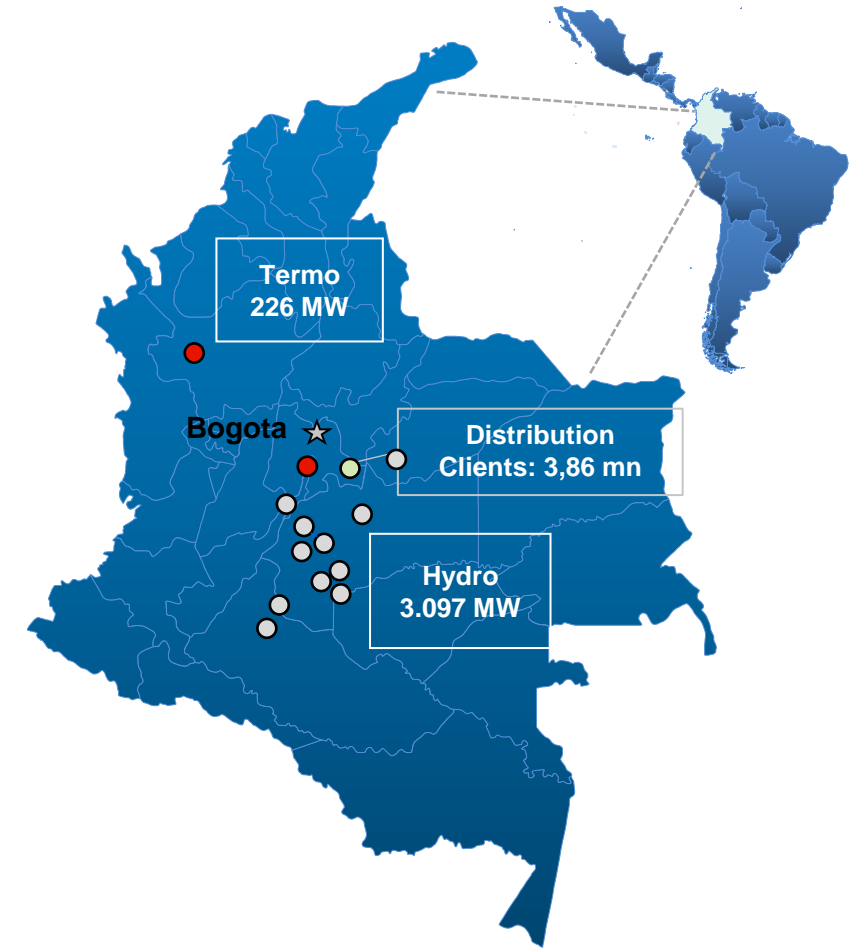 Termo
226 MW
Bogota
Distribution
Clients: 3,86 mn
Hydro
3.097 MW